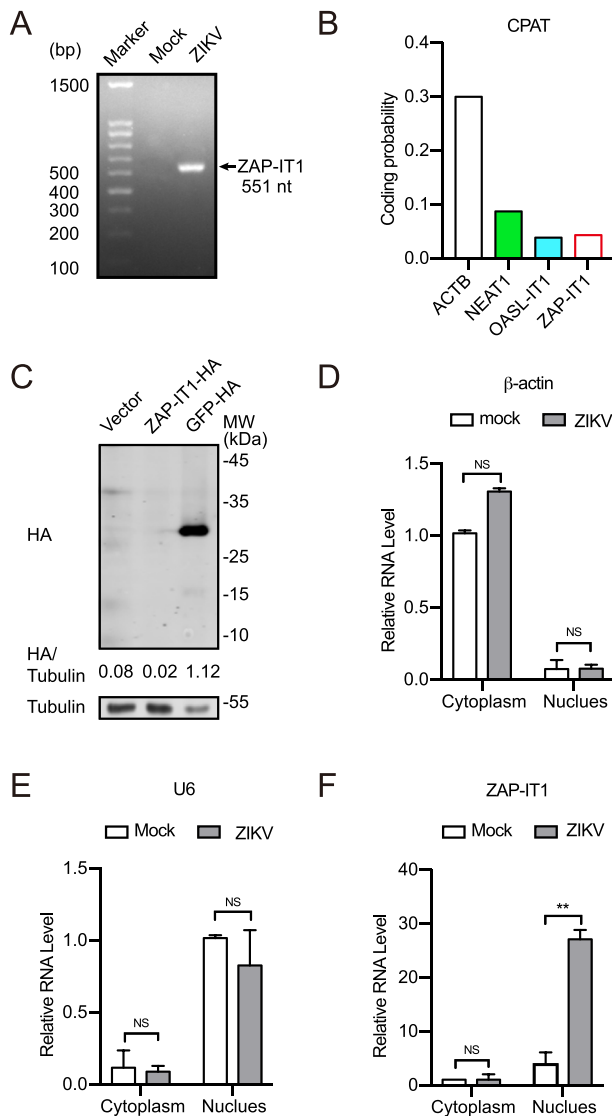 A
(bp)
Marker
Mock
ZIKV
1500
500
400
300
200
100
ZAP-IT1
551 nt
B
CPAT
Coding probability
0.4
0.3
0.2
0.1
0.0
ACTB
NEAT1
OASL-IT1
ZAP-IT1
C
Vector
ZAP-IT1-HA
GFP-HA
MW
(kDa)
-45
-35
HA
-25
-15
-10
HA/
Tubulin 0.08 0.02 1.12
Tubulin
-55
D
β-actin
mock ZIKV
Relative RNA Level
1.5
1.0
0.5
0.0
NS
NS
Cytoplasm Nuclues
E
U6
Mock ZIKV
Relative RNA Level
1.5
1.0
0.5
0.0
NS
NS
Cytoplasm Nuclues
F
ZAP-IT1
Mock ZIKV
Relative RNA Level
40
30
20
10
0
NS
**
Cytoplasm Nuclues